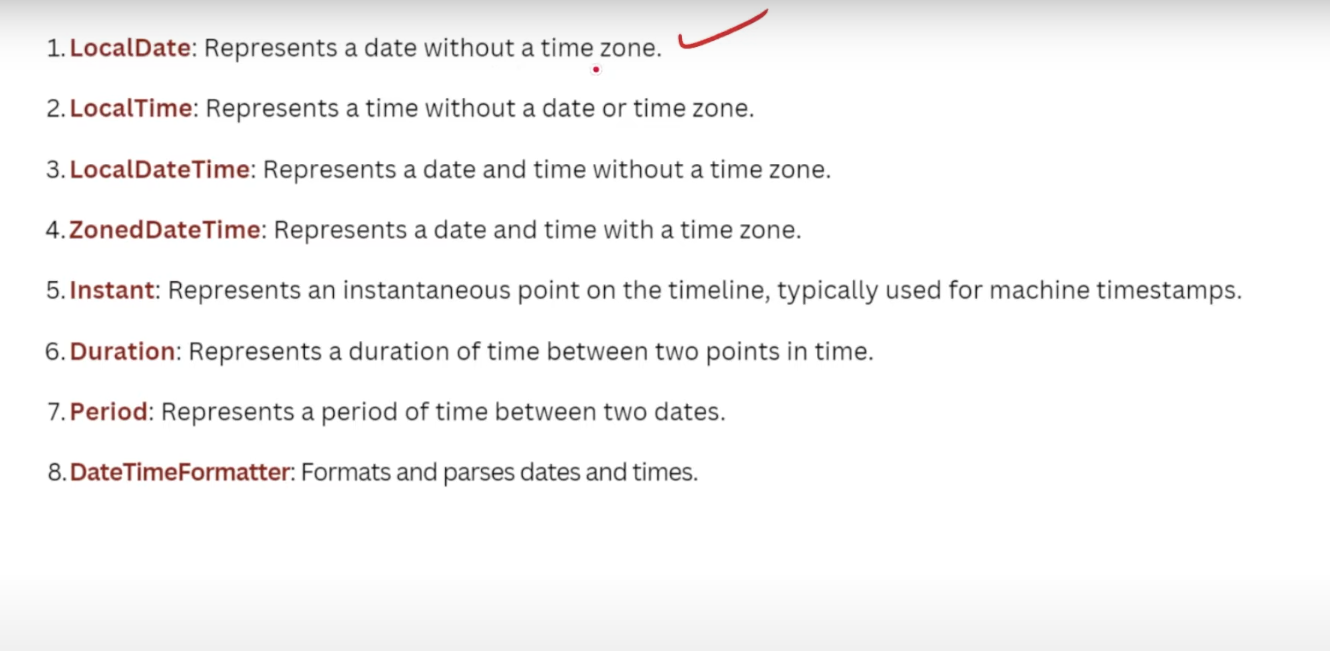 1. LocalDate: Represents a date without a time zone.
2. LocalTime: Represents a time without a date or time zone.
3. LocalDateTime: Represents a date and time without a time zone.
4. ZonedDateTime: Represents a date and time with a time zone.
5. Instant: Represents an instantaneous point on the timeline, typically used for machine timestamps.
6. Duration: Represents a duration of time between two points in time.
7. Period: Represents a period of time between two dates.
8. DateTimeFormatter: Formats and parses dates and times.